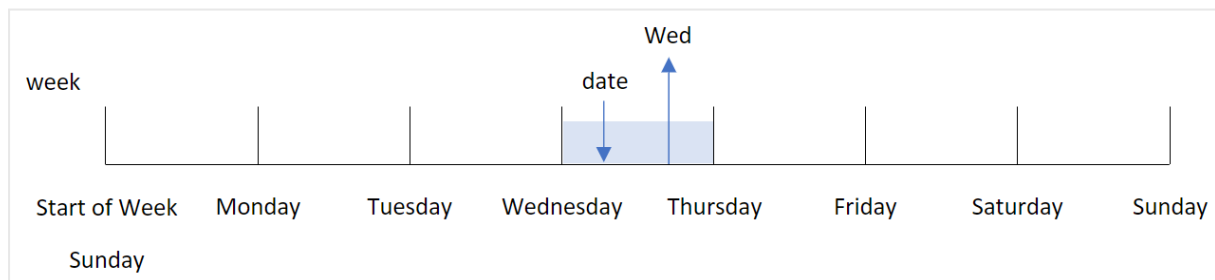 Wed
week
date
Start of Week Monday Tuesday Wednesday Thursday Friday Saturday Sunday
Sunday